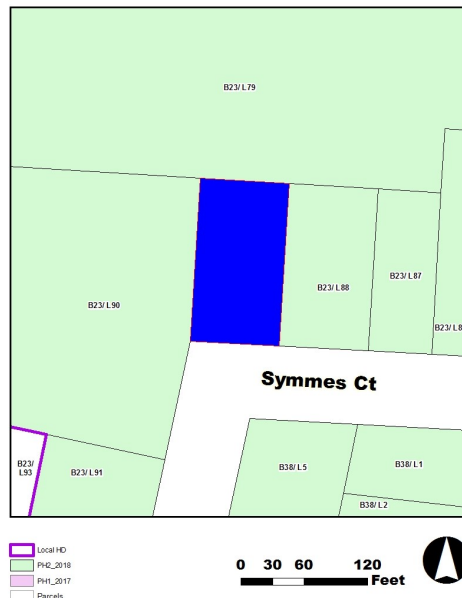 B23/ L79
B23/ L90
B23/ L88
B23/ L87
B23/ L8
Symmes Ct
B23/
L93
B23/ L91
B38/ L5
B38/ L1
B38/ L2
Local HD
PH2_2018
PH1_2017
Parcels
0 30 60 120
Feet